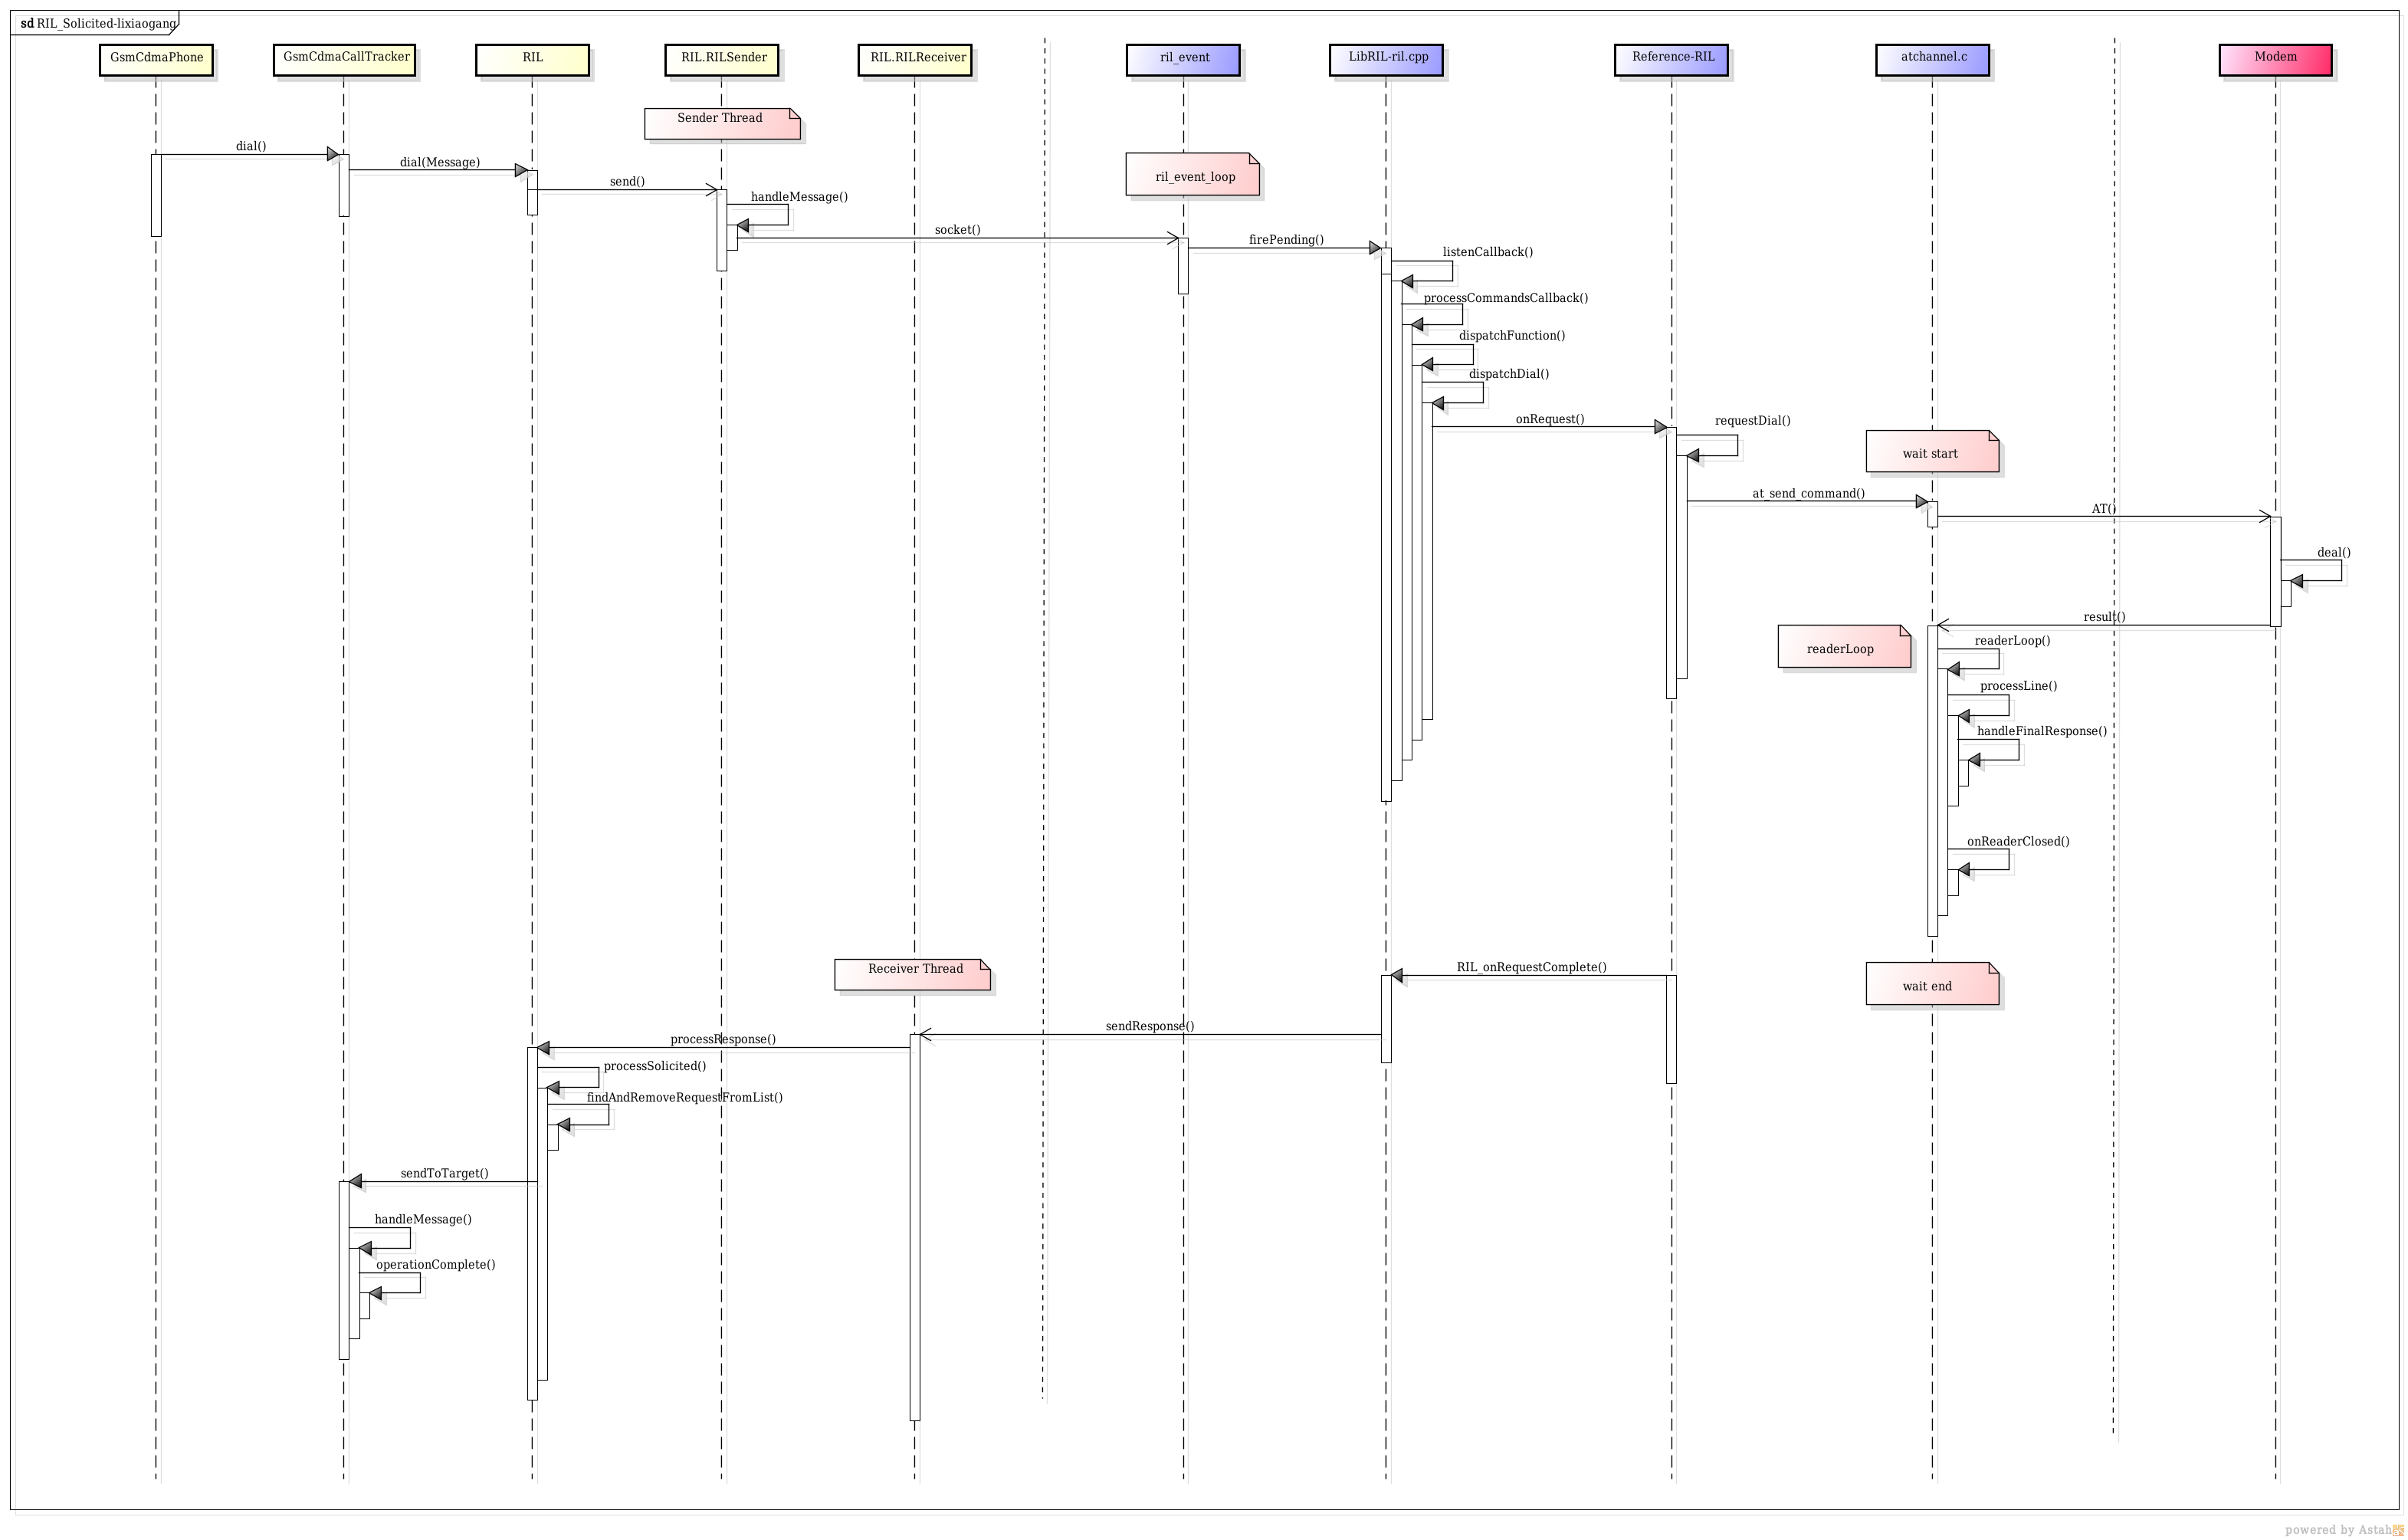 sd RIL_Solicited-lixiaogang
GsmCdmaPhone
GsmCdmaCallTracker
RIL
RIL.RILSender
RIL.RILReceiver
ril_event
LibRIL-ril.cpp
Reference-RIL
atchannel.c
Modem
Sender Thread
dial()
dial(Message)
ril_event_loop
send()
handleMessage()
socket()
firePending()
listenCallback()
processCommandsCallback()
dispatchFunction()
dispatchDial()
onRequest()
requestDial()
wait start
at_send_command()
AT()
deal()
result()
readerLoop
readerLoop()
processLine()
handleFinalResponse()
onReaderClosed()
Receiver Thread
RIL_onRequestComplete()
wait end
sendResponse()
processResponse()
processSolicited()
findAndRemoveRequestFromList()
sendToTarget()
handleMessage()
operationComplete()
powered by Astah